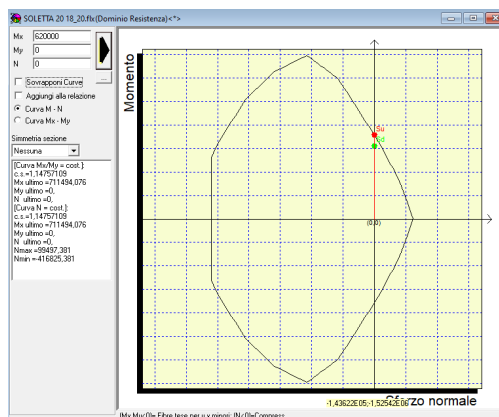 SOLETTA 20 18_20.flx(Dominio Resistenza)<*>
Mx 620000
My 0
N 0
...
Sovrapponi Curve
Aggiungi alla relazione
Curva M - N
Curva Mx - My
Simmetria sezione
Nessuna
[Curva Mx/My = cost.]:
c.s.=1,14757109
Mx ultimo =711494,076
My ultimo =0,
N ultimo =0,
[Curva N = cost.]:
c.s.=1,14757109
Mx ultimo =711494,076
My ultimo =0,
N ultimo =0,
Nmax =99497,381
Nmin =-416825,381
Momento
Su
Sd
(0,0)
Sforzo normale
-1,43622E05;-1,52542E06